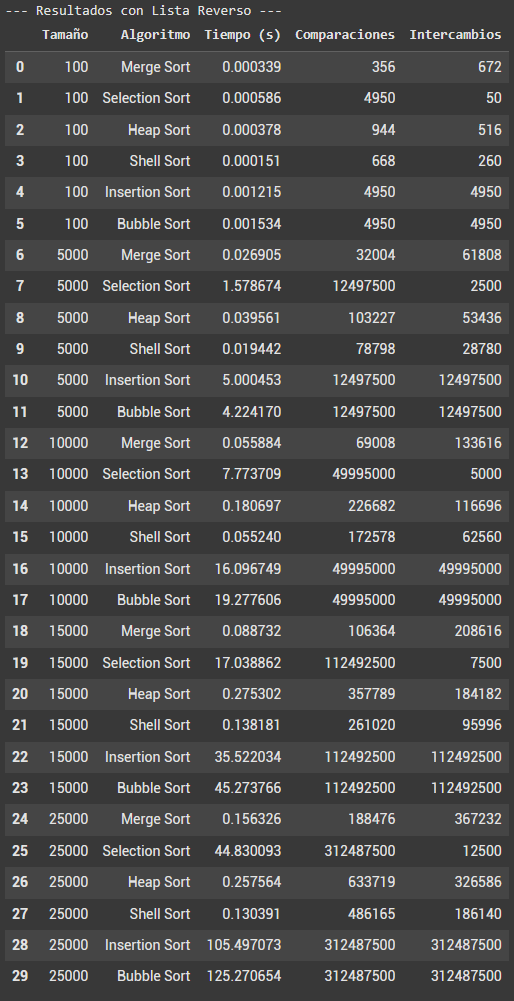 --- Resultados con Lista Reverso ---
Tamaño Algoritmo Tiempo (s) Comparaciones Intercambios
0 100 Merge Sort 0.000339 356 672
1 100 Selection Sort 0.000586 4950 50
2 100 Heap Sort 0.000378 944 516
3 100 Shell Sort 0.000151 668 260
4 100 Insertion Sort 0.001215 4950 4950
5 100 Bubble Sort 0.001534 4950 4950
6 5000 Merge Sort 0.026905 32004 61808
7 5000 Selection Sort 1.578674 12497500 2500
8 5000 Heap Sort 0.039561 103227 53436
9 5000 Shell Sort 0.019442 78798 28780
10 5000 Insertion Sort 5.000453 12497500 12497500
11 5000 Bubble Sort 4.224170 12497500 12497500
12 10000 Merge Sort 0.055884 69008 133616
13 10000 Selection Sort 7.773709 49995000 5000
14 10000 Heap Sort 0.180697 226682 116696
15 10000 Shell Sort 0.055240 172578 62560
16 10000 Insertion Sort 16.096749 49995000 49995000
17 10000 Bubble Sort 19.277606 49995000 49995000
18 15000 Merge Sort 0.088732 106364 208616
19 15000 Selection Sort 17.038862 112492500 7500
20 15000 Heap Sort 0.275302 357789 184182
21 15000 Shell Sort 0.138181 261020 95996
22 15000 Insertion Sort 35.522034 112492500 112492500
23 15000 Bubble Sort 45.273766 112492500 112492500
24 25000 Merge Sort 0.156326 188476 367232
25 25000 Selection Sort 44.830093 312487500 12500
26 25000 Heap Sort 0.257564 633719 326586
27 25000 Shell Sort 0.130391 486165 186140
28 25000 Insertion Sort 105.497073 312487500 312487500
29 25000 Bubble Sort 125.270654 312487500 312487500